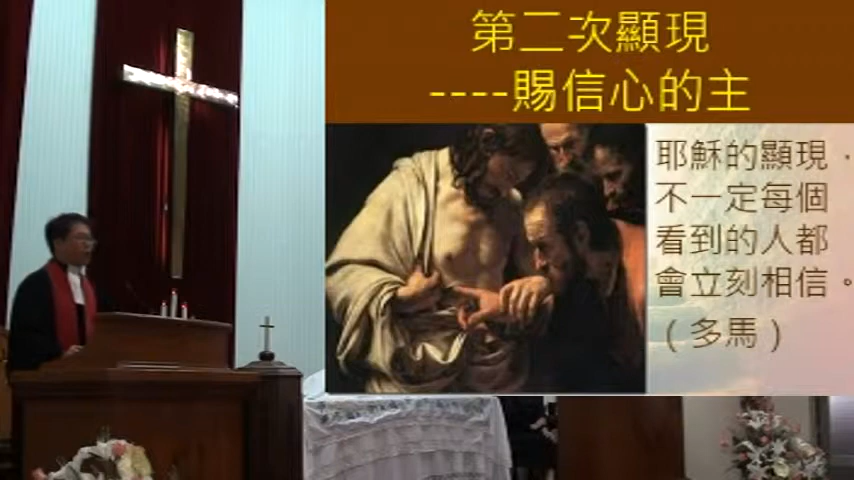 第二次顯現
----賜信心的主
耶穌的顯現，
不一定每個
看到的人都
會立刻相信。
（多馬）